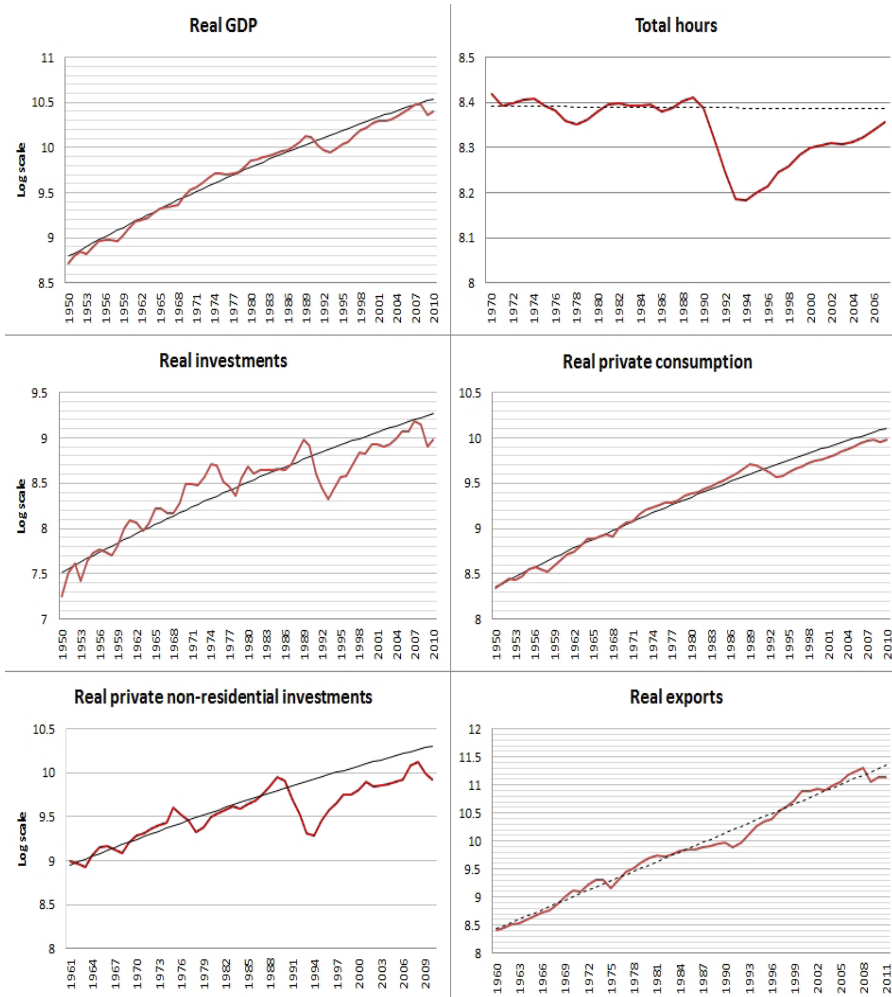 Real GDP
Log scale
11
10.5
10
9.5
9
8.5
1950 1953 1956 1959 1962 1965 1968 1971 1974 1977 1980 1983 1986 1989 1992 1995 1998 2001 2004 2007 2010
Total hours
8.5
8.4
8.3
8.2
8.1
8
1970 1972 1974 1976 1978 1980 1982 1984 1986 1988 1990 1992 1994 1996 1998 2000 2002 2004 2006
Real investments
Log scale
9.5
9
8.5
8
7.5
7
1950 1953 1956 1959 1962 1965 1968 1971 1974 1977 1980 1983 1986 1989 1992 1995 1998 2001 2004 2007 2010
Real private consumption
10.5
10
9.5
9
8.5
8
1950 1953 1956 1959 1962 1965 1968 1971 1974 1977 1980 1983 1986 1989 1992 1995 1998 2001 2004 2007 2010
Real private non-residential investments
Log scale
10.5
10
9.5
9
8.5
8
1961 1964 1967 1970 1973 1976 1979 1982 1985 1988 1991 1994 1997 2000 2003 2006 2009
Real exports
12
11.5
11
10.5
10
9.5
9
8.5
8
1960 1963 1966 1969 1972 1975 1978 1981 1984 1987 1990 1993 1996 1999 2002 2005 2008 2011